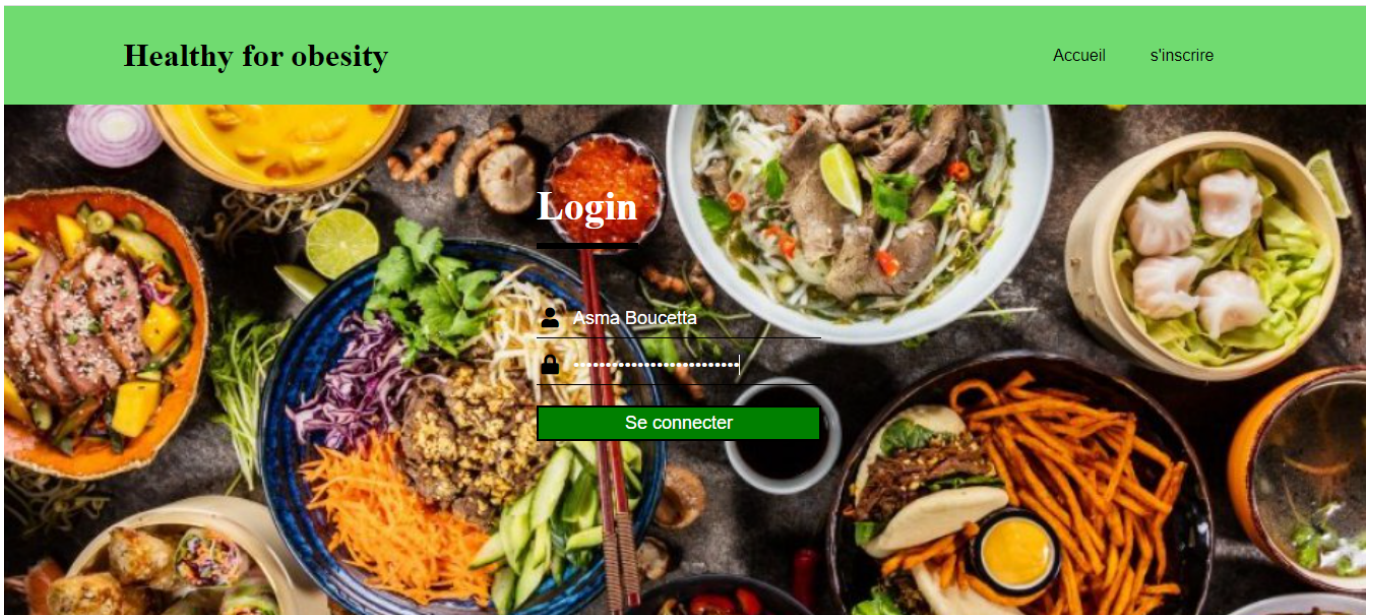 Healthy for obesity
Accueil s'inscrire
Login
Asma Boucetta
Se connecter